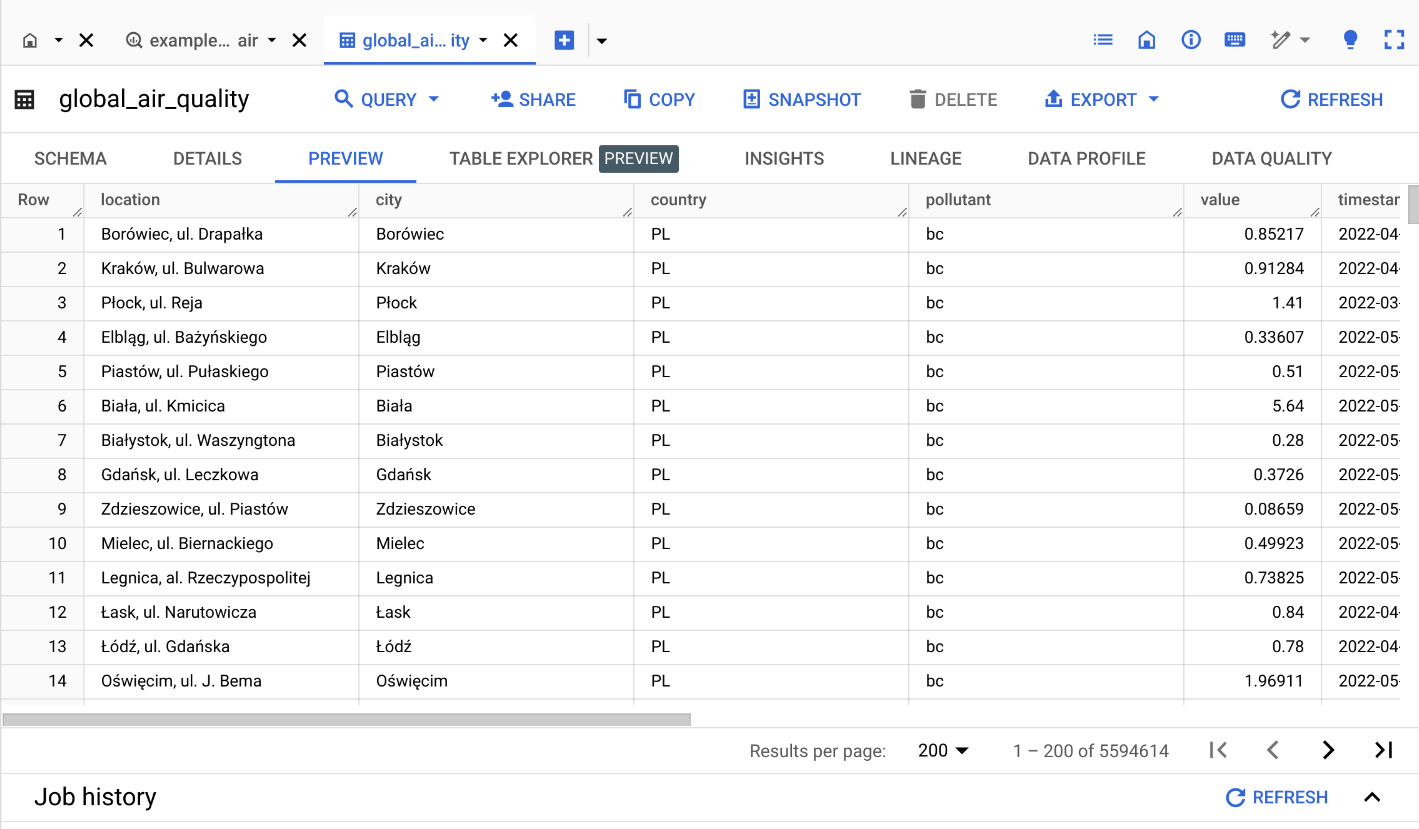 example... air global_ai... ity
global_air_quality QUERY SHARE COPY SNAPSHOT DELETE EXPORT REFRESH
SCHEMA DETAILS PREVIEW TABLE EXPLORER PREVIEW INSIGHTS LINEAGE DATA PROFILE DATA QUALITY
Row location city country pollutant value timestar
1 Borówiec, ul. Drapałka Borówiec PL bc 0.85217 2022-04-
2 Kraków, ul. Bulwarowa Kraków PL bc 0.91284 2022-04-
3 Płock, ul. Reja Płock PL bc 1.41 2022-03-
4 Elbląg, ul. Bażyńskiego Elbląg PL bc 0.33607 2022-05-
5 Piastów, ul. Pułaskiego Piastów PL bc 0.51 2022-05-
6 Biała, ul. Kmicica Biała PL bc 5.64 2022-05-
7 Białystok, ul. Waszyngtona Białystok PL bc 0.28 2022-05-
8 Gdańsk, ul. Leczkowa Gdańsk PL bc 0.3726 2022-05-
9 Zdzieszowice, ul. Piastów Zdzieszowice PL bc 0.08659 2022-05-
10 Mielec, ul. Biernackiego Mielec PL bc 0.49923 2022-05-
11 Legnica, al. Rzeczypospolitej Legnica PL bc 0.73825 2022-05-
12 Łask, ul. Narutowicza Łask PL bc 0.84 2022-04-
13 Łódź, ul. Gdańska Łódź PL bc 0.78 2022-04-
14 Oświęcim, ul. J. Bema Oświęcim PL bc 1.96911 2022-05-
Results per page: 200 1 – 200 of 5594614
Job history REFRESH